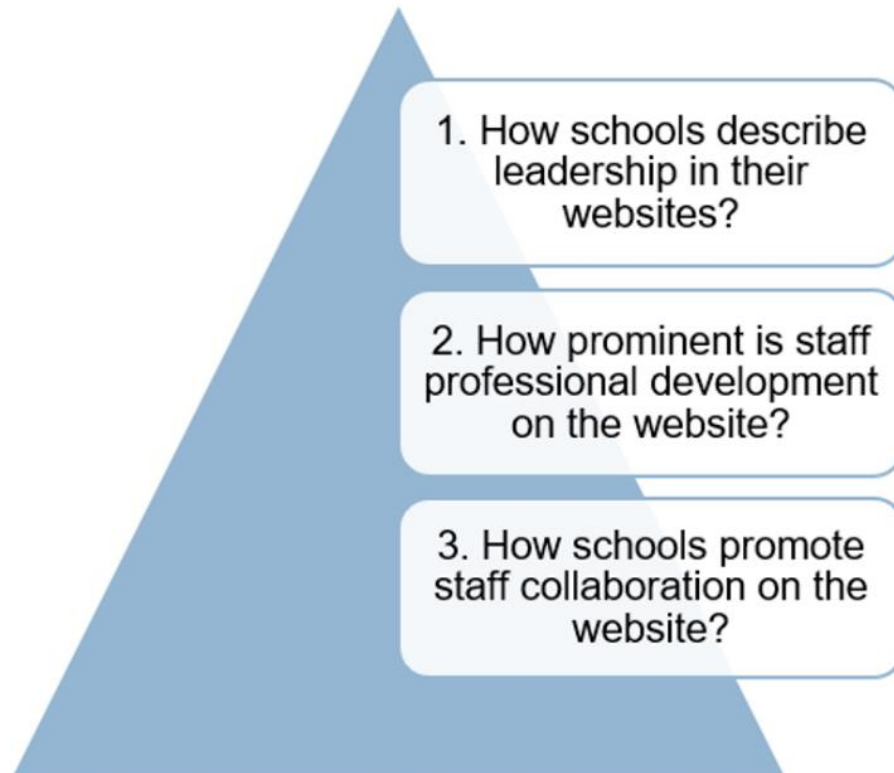 1. How schools describe
leadership in their
websites?
2. How prominent is staff
professional development
on the website?
3. How schools promote
staff collaboration on the
website?